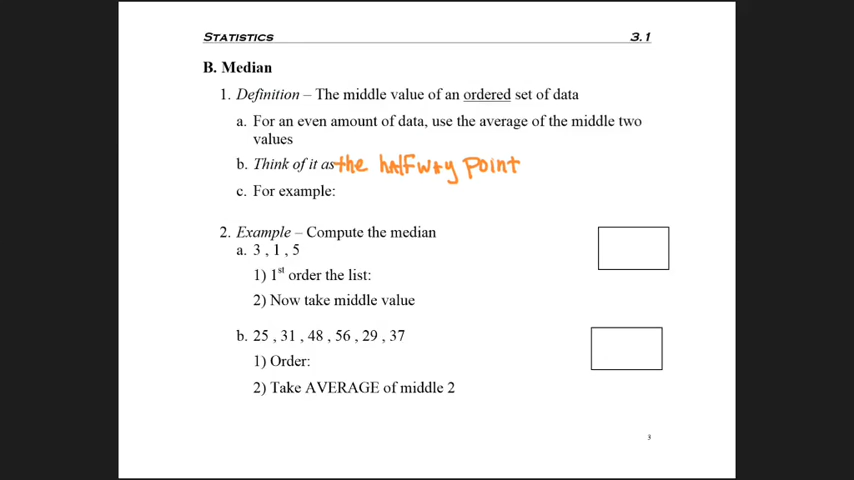 STATISTICS 3.1
B. Median
1. Definition – The middle value of an ordered set of data
a. For an even amount of data, use the average of the middle two
values
b. Think of it as the halfway point
c. For example:
2. Example – Compute the median
a. 3 , 1 , 5
1) 1st order the list:
2) Now take middle value
b. 25 , 31 , 48 , 56 , 29 , 37
1) Order:
2) Take AVERAGE of middle 2
3